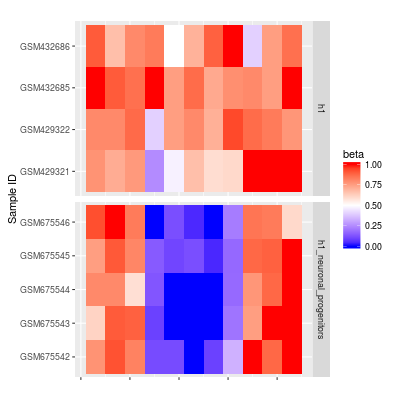 Sample ID
GSM432686
GSM432685
GSM429322
GSM429321
h1
GSM675546
GSM675545
GSM675544
GSM675543
GSM675542
h1_neuronal_progenitors
beta
1.00
0.75
0.50
0.25
0.00